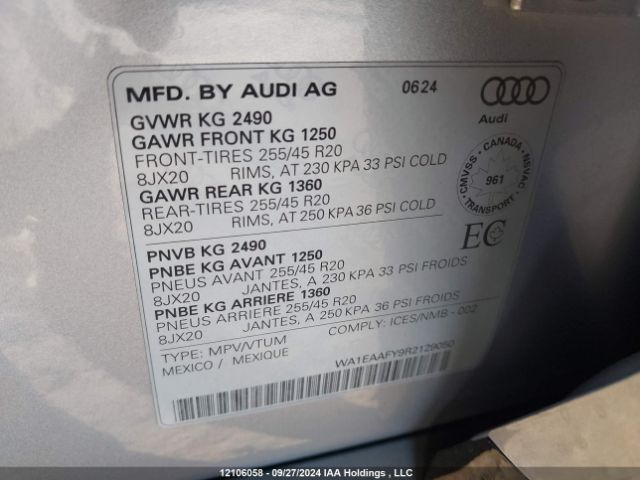 MFD. BY AUDI AG 0624
Audi
GVWR KG 2490
GAWR FRONT KG 1250
FRONT-TIRES 255/45 R20
8JX20 RIMS, AT 230 KPA 33 PSI COLD
GAWR REAR KG 1360
REAR-TIRES 255/45 R20
8JX20 RIMS, AT 250 KPA 36 PSI COLD
CMVSS - CANADA - NSVAC
961
TRANSPORT
EC
PNVB KG 2490
PNBE KG AVANT 1250
PNEUS AVANT 255/45 R20
8JX20 JANTES, A 230 KPA 33 PSI FROIDS
PNBE KG ARRIERE 1360
PNEUS ARRIERE 255/45 R20
8JX20 JANTES, A 250 KPA 36 PSI FROIDS
TYPE: MPV/VTUM COMPLY: ICES/NMB - 002
MEXICO / MEXIQUE
WA1EAAFY9R2129050
12106058 - 09/27/2024 IAA Holdings , LLC